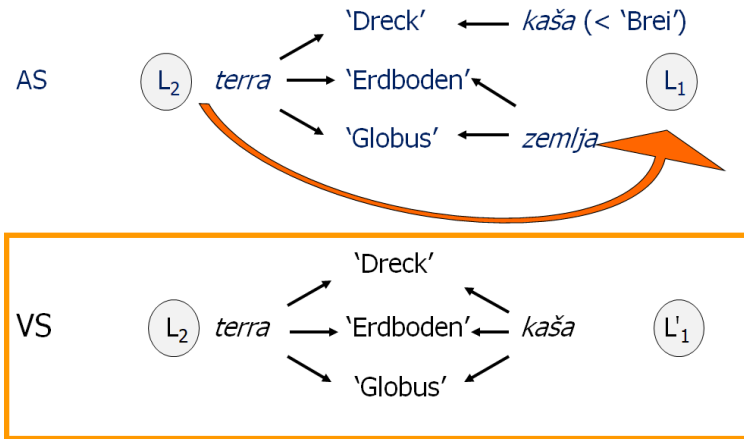 ‘Dreck’ kaša (< ‘Brei’)
AS L₂ terra ‘Erdboden’ L₁
‘Globus’ zemlja
‘Dreck’
VS L₂ terra ‘Erdboden’ kaša L'₁
‘Globus’